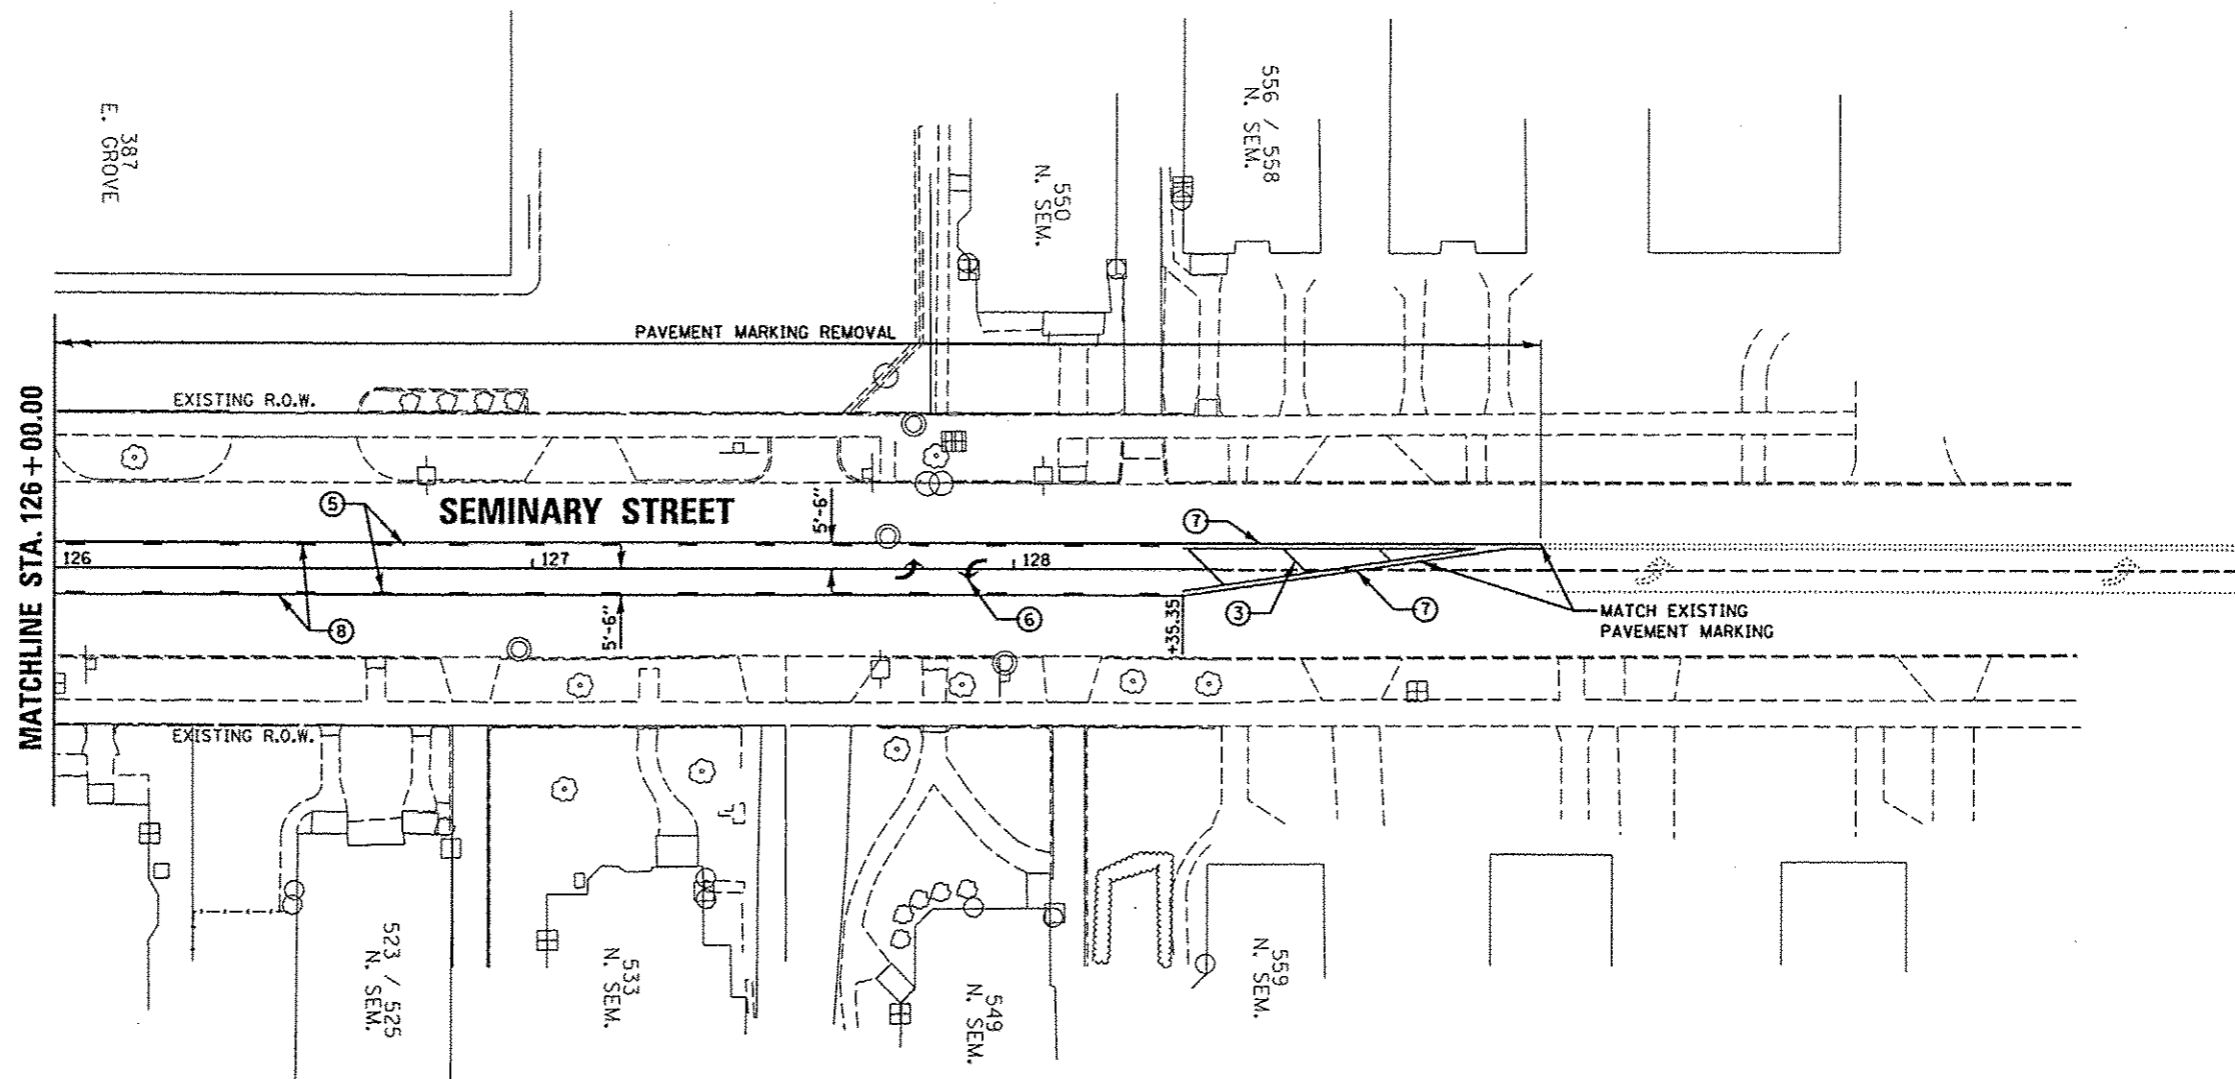 387
E. GROVE
550
N. SEM.
556 / 558
N. SEM.
PAVEMENT MARKING REMOVAL
MATCHLINE STA. 126 + 00.00
EXISTING R.O.W.
5
SEMINARY STREET
5'-6"
7
126
127
128
8
5'-6"
6
+35.35
3
7
MATCH EXISTING
PAVEMENT MARKING
EXISTING R.O.W.
523 / 525
N. SEM.
533
N. SEM.
549
N. SEM.
559
N. SEM.